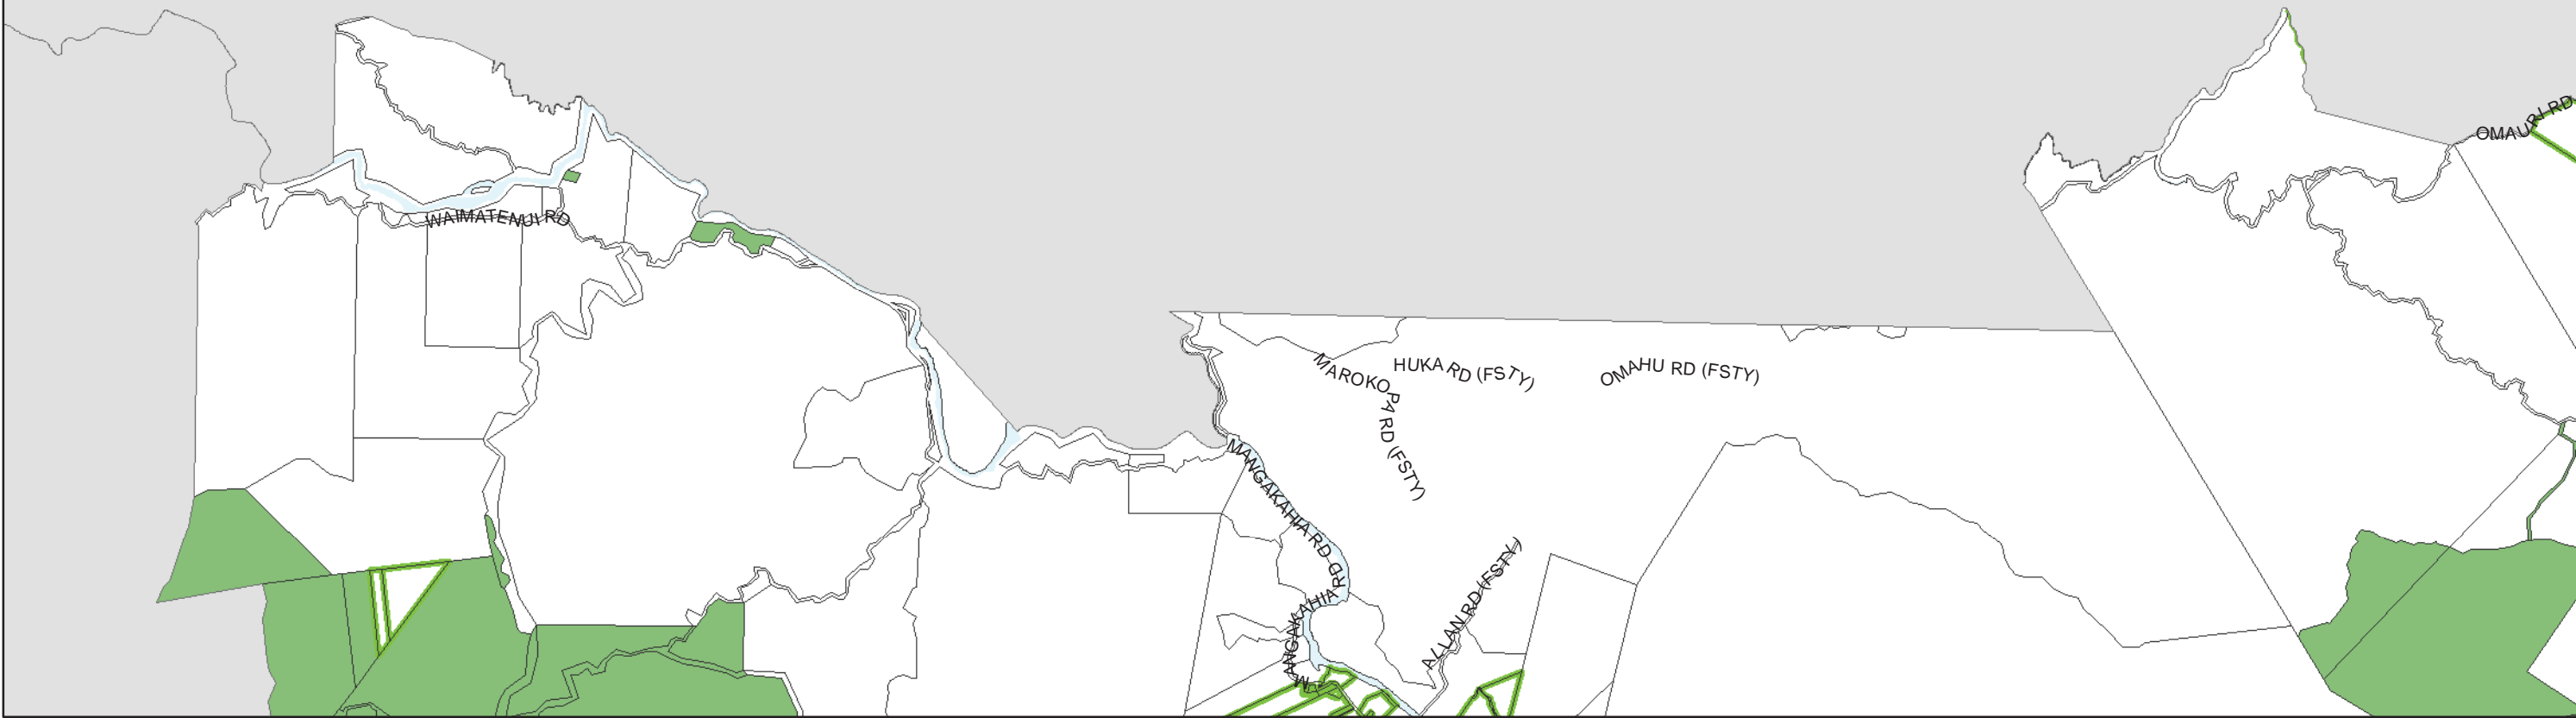 OMAURI RD
WAIMATENUI RD
HUKA RD (FSTY)
OMAHU RD (FSTY)
MAROKOPA RD (FSTY)
MANGAKAHIA RD
MANGAKAHIA RD
ALLAN RD (FSTY)